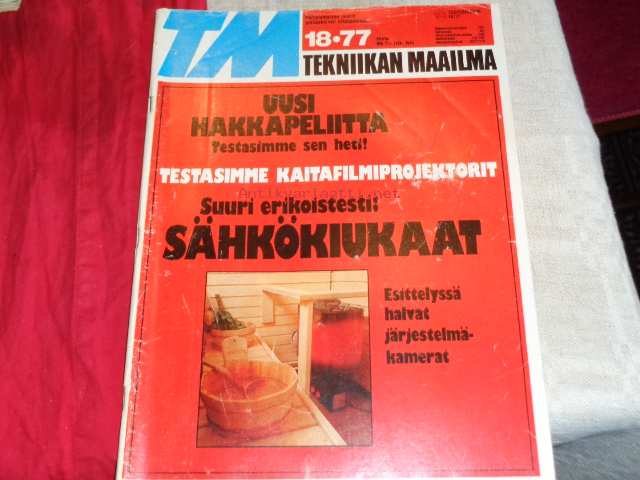 TM
18•77
TEKNIIKAN MAAILMA
UUSI
HAKKAPELIITTA
Testasimme sen heti!
TESTASIMME KAITAFILMIPROJEKTORIT
Antikvariaatti.net
Suuri erikoistesti!
SÄHKÖKIUKAAT
Esittelyssä
halvat
järjestelmä-
kamerat